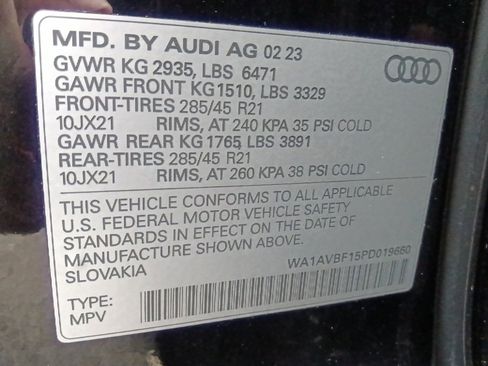 MFD. BY AUDI AG 02 23
GVWR KG 2935, LBS 6471
GAWR FRONT KG1510, LBS 3329
FRONT-TIRES 285/45 R21
10JX21 RIMS, AT 240 KPA 35 PSI COLD
GAWR REAR KG 1765, LBS 3891
REAR-TIRES 285/45 R21
10JX21 RIMS, AT 260 KPA 38 PSI COLD
THIS VEHICLE CONFORMS TO ALL APPLICABLE
U.S. FEDERAL MOTOR VEHICLE SAFETY
STANDARDS IN EFFECT ON THE DATE OF
MANUFACTURE SHOWN ABOVE.
SLOVAKIA
WA1AVBF15PD019660
TYPE:
MPV